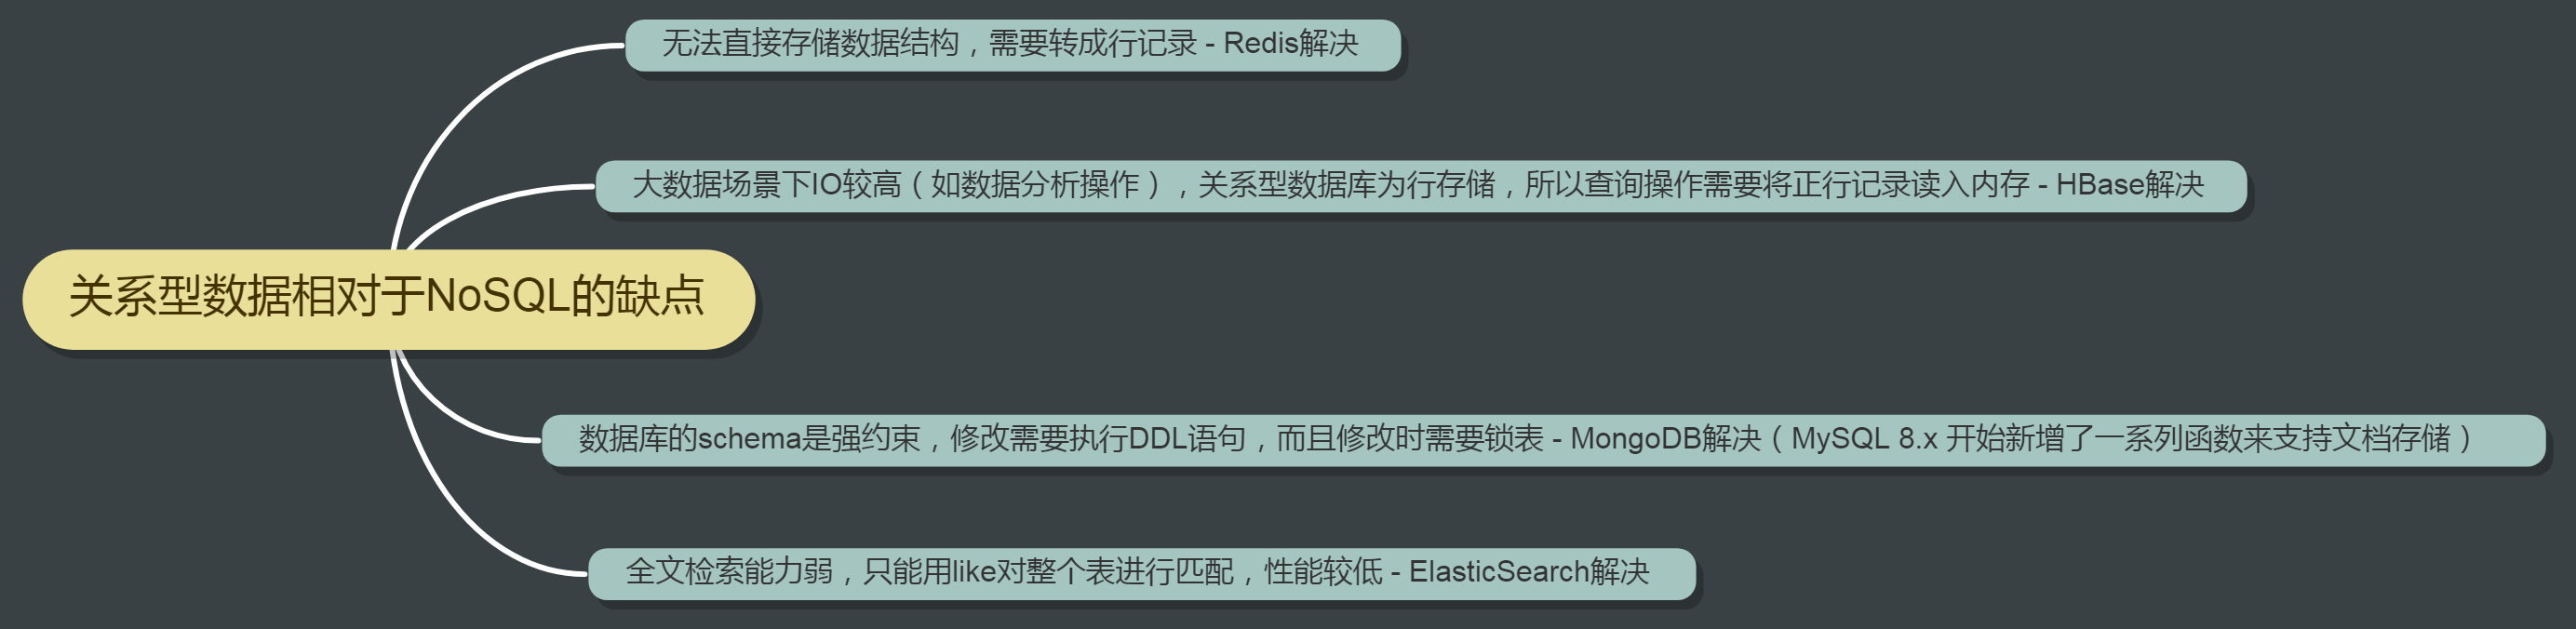 无法直接存储数据结构，需要转成行记录 - Redis解决
大数据场景下IO较高（如数据分析操作），关系型数据库为行存储，所以查询操作需要将正行记录读入内存 - HBase解决
关系型数据相对于NoSQL的缺点
数据库的schema是强约束，修改需要执行DDL语句，而且修改时需要锁表 - MongoDB解决（MySQL 8.x 开始新增了一系列函数来支持文档存储）
全文检索能力弱，只能用like对整个表进行匹配，性能较低 - ElasticSearch解决